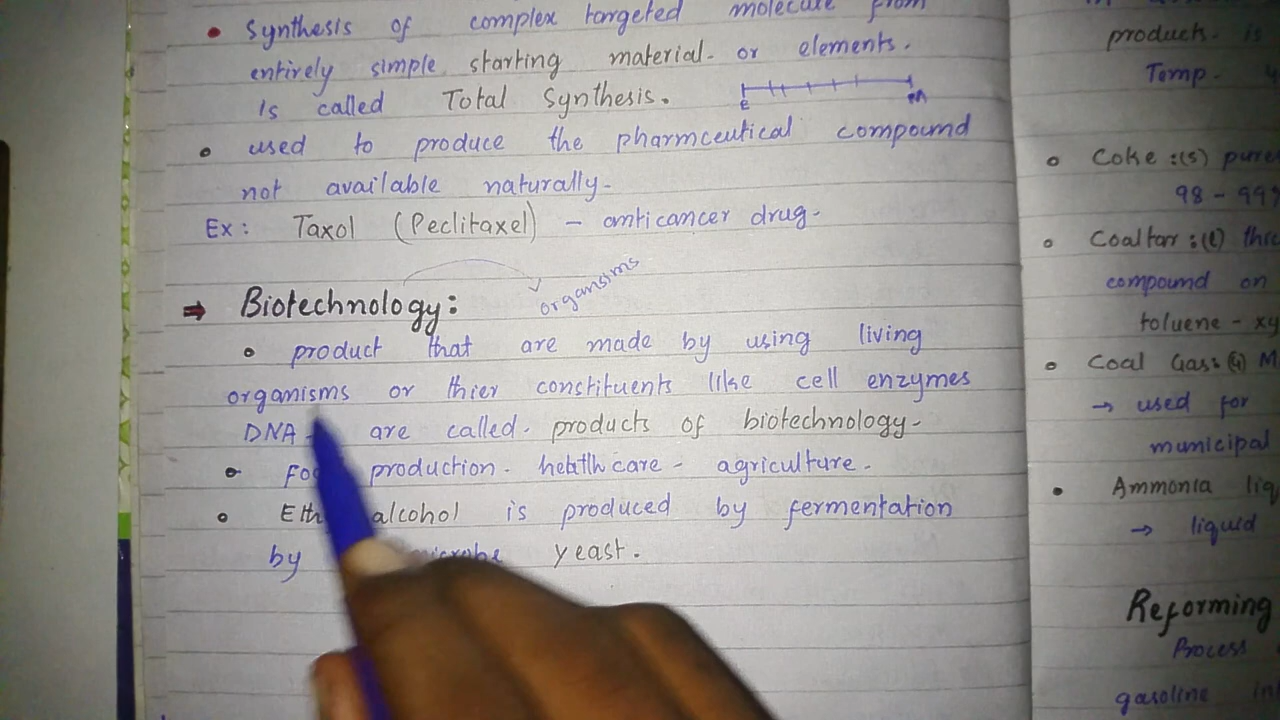 • Synthesis of complex targeted molecule from
entirely simple starting material. or elements.
is called Total Synthesis.
E
• used to produce the pharmceutical compound
not available naturally.
Ex: Taxol (Peclitaxel) - anticancer drug.
organsims
⇒ Biotechnology:
• product that are made by using living
organisms or thier constituents like cell enzymes
DNA are called. products of biotechnology.
• production. helthcare - agriculture.
• alcohol is produced by fermentation
by yeast.
products. is
Temp.
• Coke :(s)
98 - 99
• Coaltar :(l)
compound on
toluene -
• Coal Gas: (g) M
→ used for
municipal
• Ammonia liq
→ liquid
Reforming
Process
gasoline